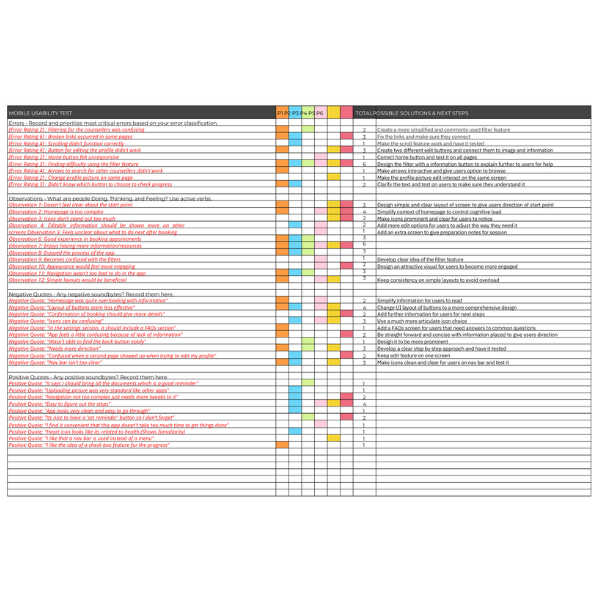 MOBILE USABILITY TEST P1 P2 P3 P4 P5 P6 TOTAL POSSIBLE SOLUTIONS & NEXT STEPS
Errors - Record and prioritize most critical errors based on your error classification.
(Error Rating 2) : Filtering for the counsellors was confusing 2 Create a more simplified and commonly used filter feature
(Error Rating 6) : Broken links occurred in some pages 3 Fix the links and make sure they connect
(Error Rating 4) : Scrolling didn't function correctly 1 Make the scroll feature work and have it tested
(Error Rating 4) : Button for editing the profile didn't work 3 Create two different edit buttons and connect them to image and information
(Error Rating 2) : Home button felt unresponsive 1 Correct home button and test it on all pages
(Error Rating 3) : Finding difficulty using the filter feature 6 Design the filter with a information button to explain further to users for help
(Error Rating 4) : Arrows to search for other counsellors didn't work 1 Make arrows interactive and give users option to browse
(Error Rating 4) : Change profile picture on same 1 Make the profile picture edit interact on the same screen
(Error Rating 3) : Didn't know which button to choose to check progress 2 Clarify the text and test on users to make sure they understand it
Observations - What are people Doing, Thinking, and Feeling? Use active verbs.
Observation 1: Doesn't feel clear about the start point 3 Design simple and clear layout of screen to give users direction of start point
Observation 2: Homepage is too complex 4 Simplify context of homepage to control cognitive load
Observation 3: Icons don't stand out much 2 Make icons prominent and clear for users to notice
Observation 4: Editable information should be shown more on other 2 Add more edit options for users to adjust the way they need it
screens Observation 5: Feels unclear about what to do next after booking 1 Add an extra screen to give preparation notes for session
Observation 6: Good experience in booking appointments
Observation 7: Enjoys having more information/resources 6
Observation 8: Enjoyed the process of the app
Observation 9: Becomes confused with the filters 1 Develop clear idea of the filter feature
Observation 10: Appearance would feel more engaging 2 Design an attractive visual for users to become more engaged
Observation 11: Navigation wasn't too bad to do in the app 3
Observation 12: Simple layouts would be beneficial Keep consistency on simple layouts to avoid overload
Negative Quotes - Any negative soundbytes? Record them here.
Negative Quote: "Homepage was quite overloading with information" 2 Simplify information for users to read
Negative Quote: "Layout of buttons seem less effective" 4 Change UI layout of buttons to a more comprehensive design
Negative Quote: "Confirmation of booking should give more details" 3 Add further information for users for next steps
Negative Quote: "Icons can be confusing" 3 Use a much more articulate icon choice
Negative Quote: "In the settings section, it should include a FAQs section" 1 Add a FAQs screen for users that need answers to common questions
Negative Quote: "App feels a little confusing because of lack of information" 2 Be straight forward and concise with information placed to give users direction
Negative Quote: "Wasn't able to find the back button easily" 1 Design it to be more prominent
Negative Quote: "Needs more direction" 3 Develop a clear step by step approach and have it tested
Negative Quote: "Confused when a second page showed up when trying to edit my profile" 2 Keep edit feature on one screen
Negative Quote: "Nav bar isn't too clear" 3 Make icons clean and clear for users on nav bar and test it
Positive Quotes - Any positive soundbytes? Record them here.
Positive Quote: "It says I should bring all the documents which is a good reminder" 1
Positive Quote: "Uploading picture was very standard like other apps" 1
Positive Quote: "Navigation not too complex just needs more tweaks to it" 2
Positive Quote: "Easy to figure out the steps" 4
Positive Quote: "App looks very clean and easy to go through" 1
Positive Quote: "Its nice to have a 'set reminder' button so I don't forget" 2
Positive Quote: "I find it convenient that this app doesn't take too much time to get things done" 1
Positive Quote: "Heart icon looks like its related to health (Shows familiarity) 1
Positive Quote: "I like that a nav bar is used instead of a menu" 1
Positive Quote: "I like the idea of a check box feature for the progress" 1